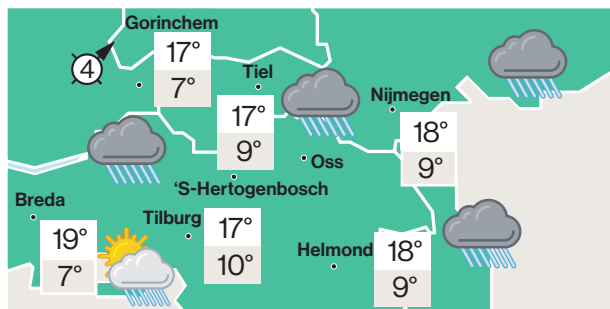 Gorinchem
4
17°
7°
Tiel
17°
9°
Nijmegen
18°
9°
Oss
'S-Hertogenbosch
Breda
19°
7°
Tilburg
17°
10°
Helmond
18°
9°